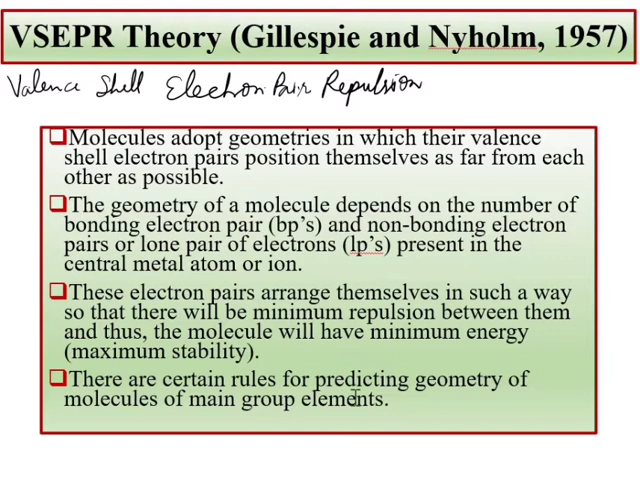 VSEPR Theory (Gillespie and Nyholm, 1957)
Valence Shell Electron Pair Repulsion
❑Molecules adopt geometries in which their valence
shell electron pairs position themselves as far from each
other as possible.
❑The geometry of a molecule depends on the number of
bonding electron pair (bp’s) and non-bonding electron
pairs or lone pair of electrons (lp’s) present in the
central metal atom or ion.
❑These electron pairs arrange themselves in such a way
so that there will be minimum repulsion between them
and thus, the molecule will have minimum energy
(maximum stability).
❑There are certain rules for predicting geometry of
molecules of main group elements.